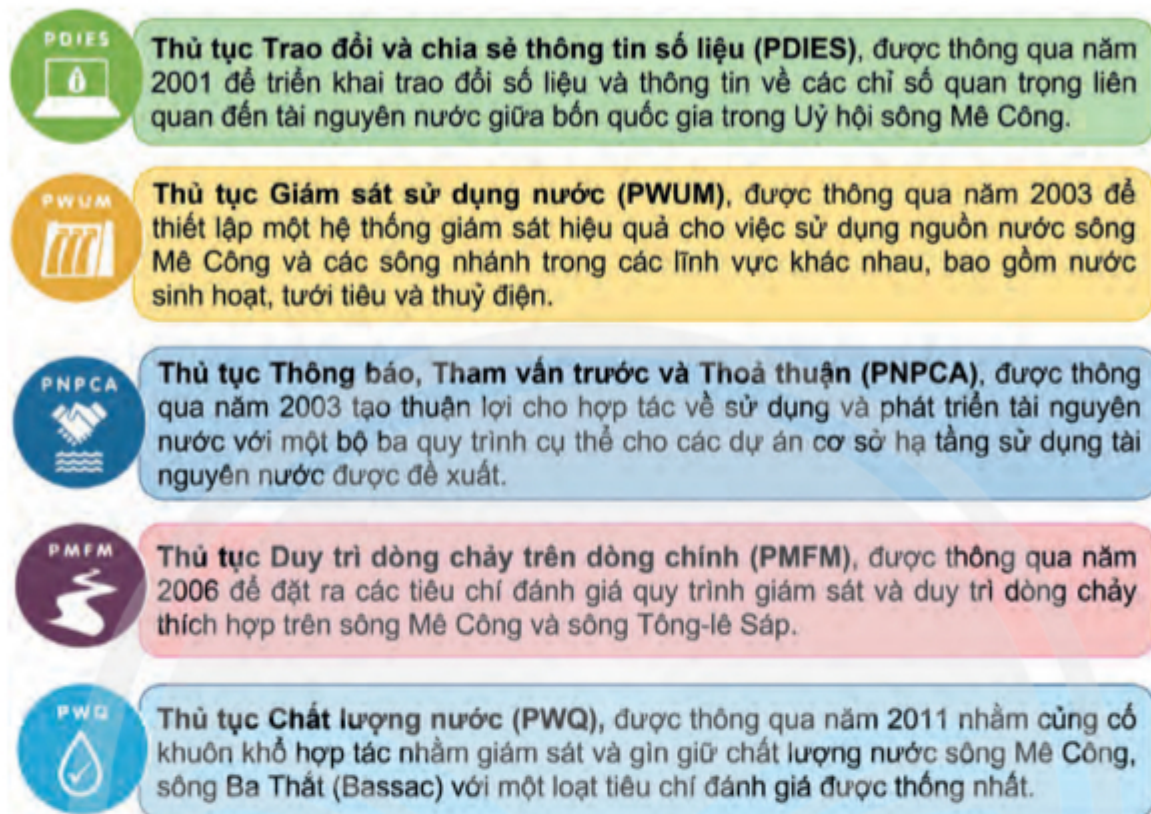 PDIES
Thủ tục Trao đổi và chia sẻ thông tin số liệu (PDIES), được thông qua năm
2001 để triển khai trao đổi số liệu và thông tin về các chỉ số quan trọng liên
quan đến tài nguyên nước giữa bốn quốc gia trong Uỷ hội sông Mê Công.
PWUM
Thủ tục Giám sát sử dụng nước (PWUM), được thông qua năm 2003 để
thiết lập một hệ thống giám sát hiệu quả cho việc sử dụng nguồn nước sông
Mê Công và các sông nhánh trong các lĩnh vực khác nhau, bao gồm nước
sinh hoạt, tưới tiêu và thuỷ điện.
PNPCA
Thủ tục Thông báo, Tham vấn trước và Thoả thuận (PNPCA), được thông
qua năm 2003 tạo thuận lợi cho hợp tác về sử dụng và phát triển tài nguyên
nước với một bộ ba quy trình cụ thể cho các dự án cơ sở hạ tầng sử dụng tài
nguyên nước được đề xuất.
PMFM
Thủ tục Duy trì dòng chảy trên dòng chính (PMFM), được thông qua năm
2006 để đặt ra các tiêu chí đánh giá quy trình giám sát và duy trì dòng chảy
thích hợp trên sông Mê Công và sông Tông-lê Sáp.
PWQ
Thủ tục Chất lượng nước (PWQ), được thông qua năm 2011 nhằm củng cố
khuôn khổ hợp tác nhằm giám sát và gìn giữ chất lượng nước sông Mê Công,
sông Ba Thắt (Bassac) với một loạt tiêu chí đánh giá được thống nhất.